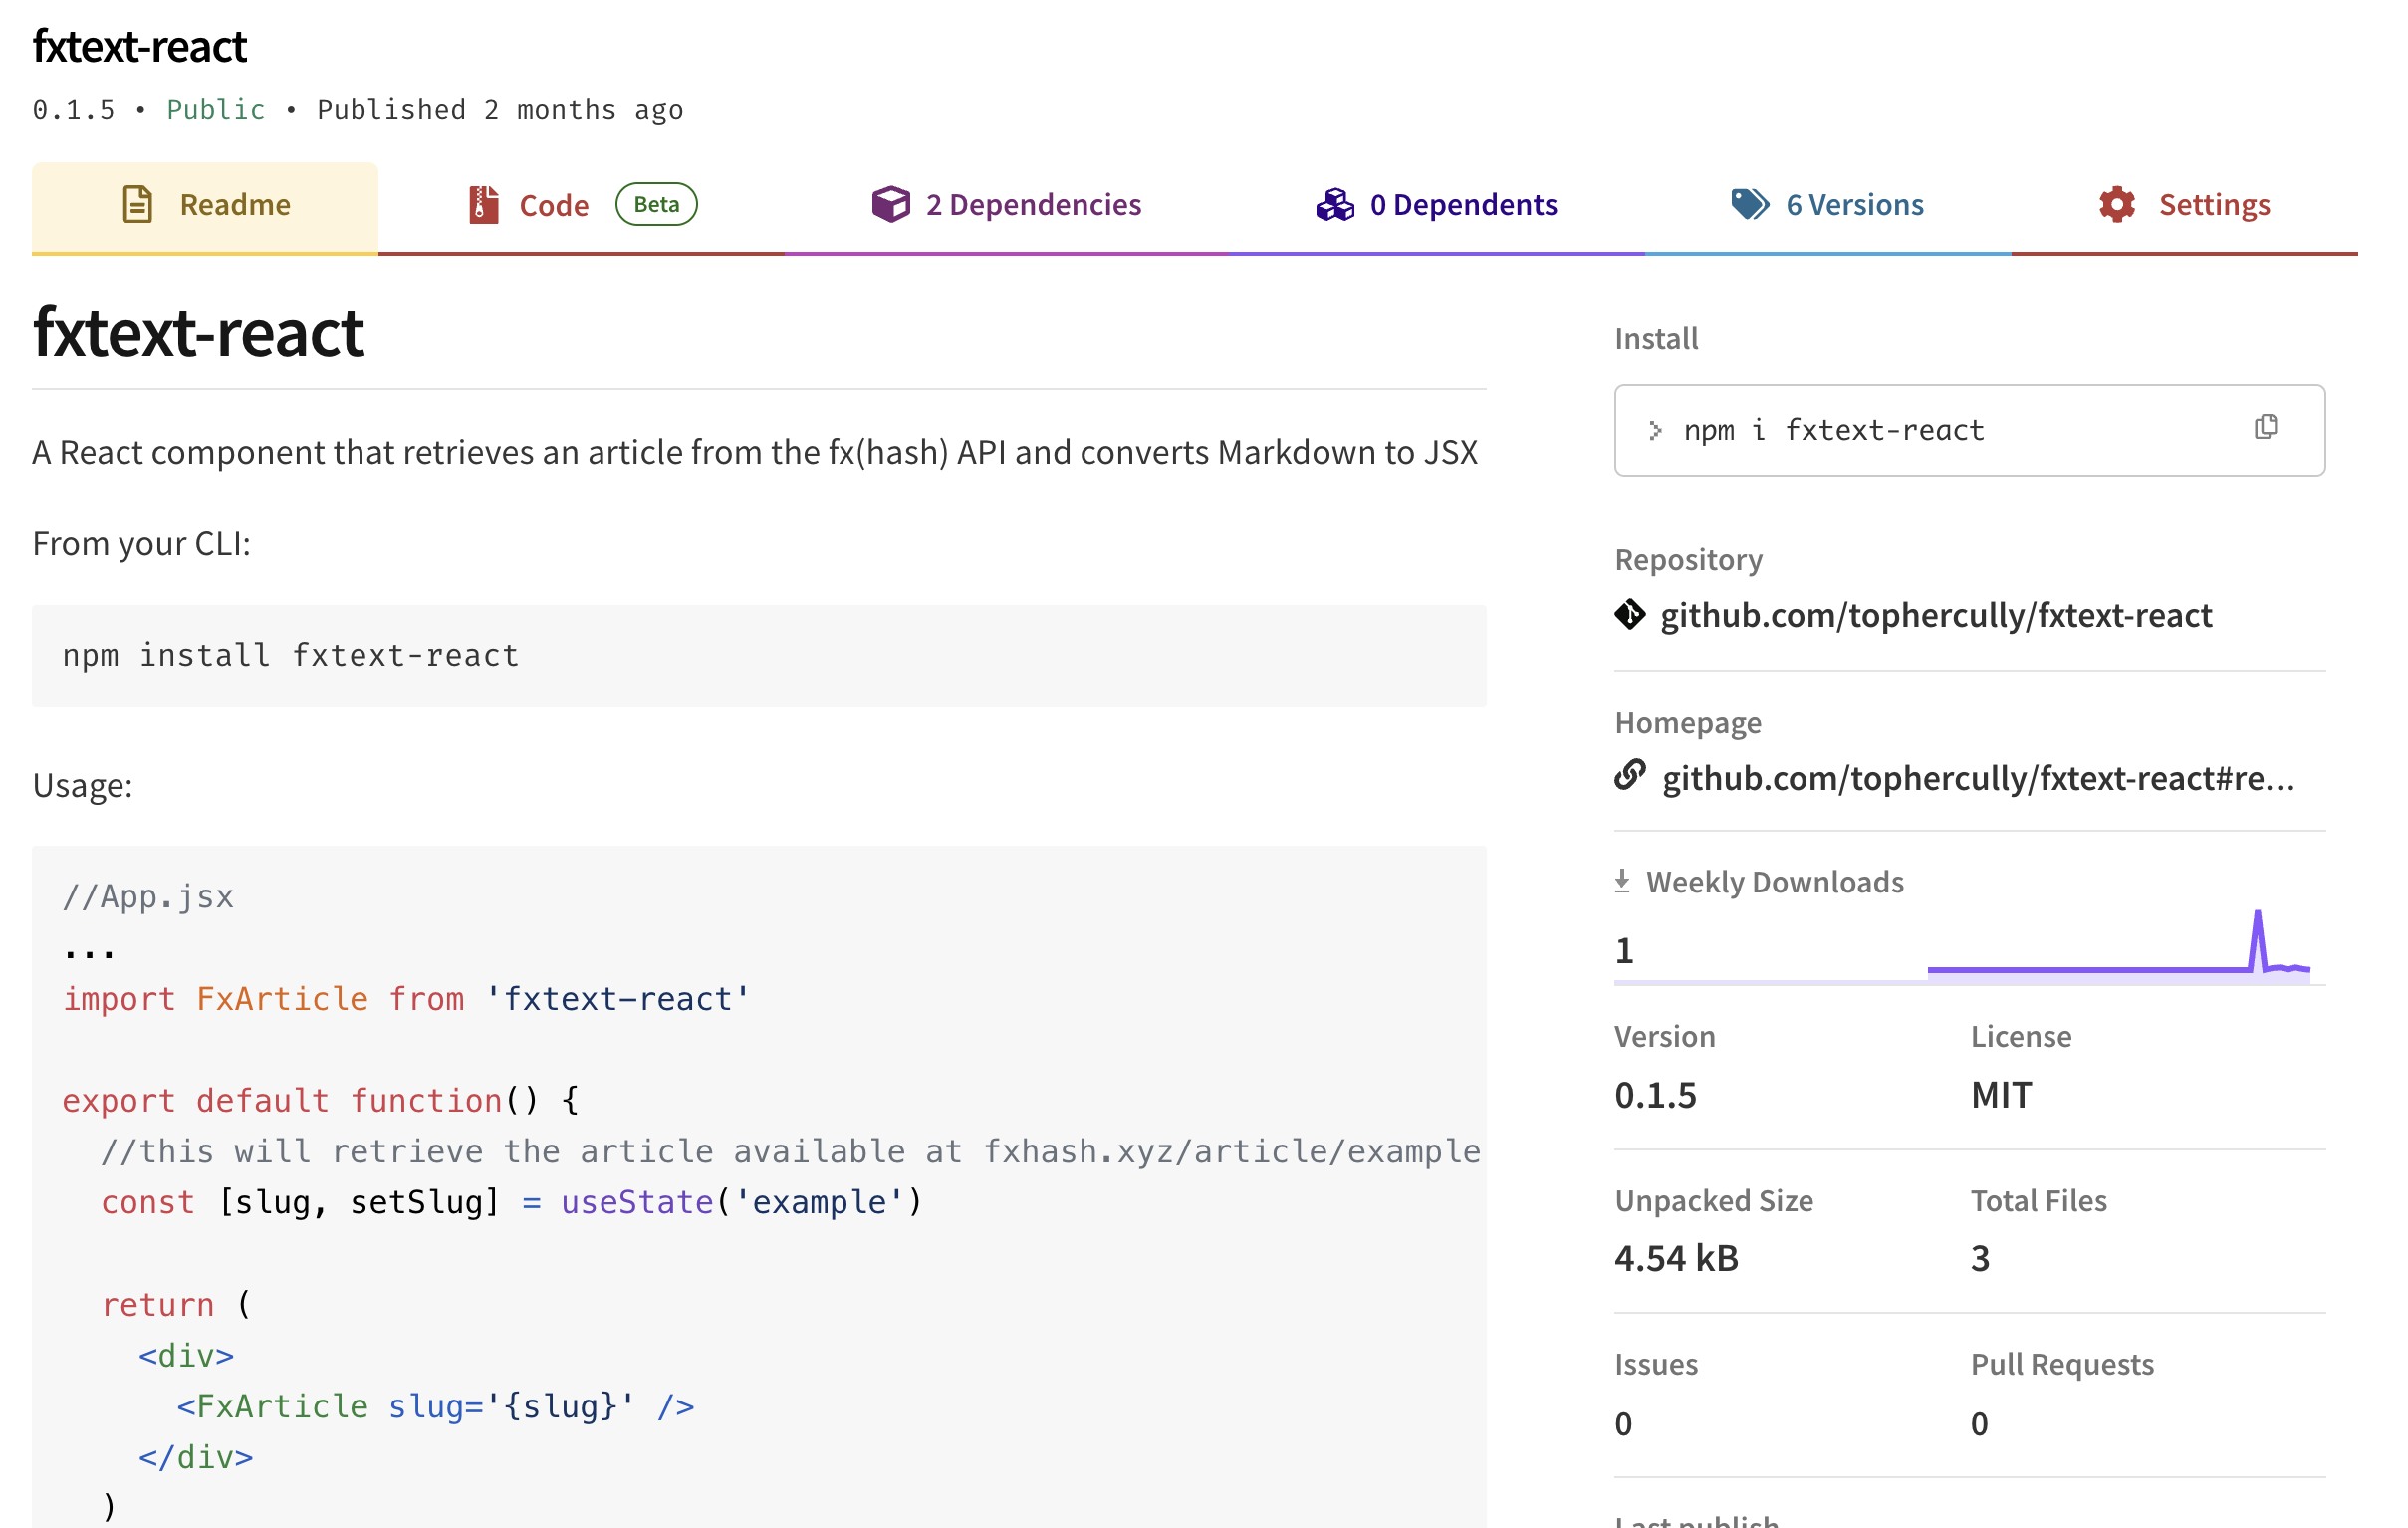 fxtext-react
0.1.5 • Public • Published 2 months ago
Readme
Code Beta
2 Dependencies
0 Dependents
6 Versions
Settings
fxtext-react
A React component that retrieves an article from the fx(hash) API and converts Markdown to JSX
From your CLI:
npm install fxtext-react
Usage:
//App.jsx
...
import FxArticle from 'fxtext-react'
export default function() {
//this will retrieve the article available at fxhash.xyz/article/example
const [slug, setSlug] = useState('example')
return (
<div>
<FxArticle slug='{slug}' />
</div>
)
Install
> npm i fxtext-react
Repository
github.com/tophercully/fxtext-react
Homepage
github.com/tophercully/fxtext-react#re...
Weekly Downloads
1
Version
0.1.5
License
MIT
Unpacked Size
4.54 kB
Total Files
3
Issues
0
Pull Requests
0
Last publish